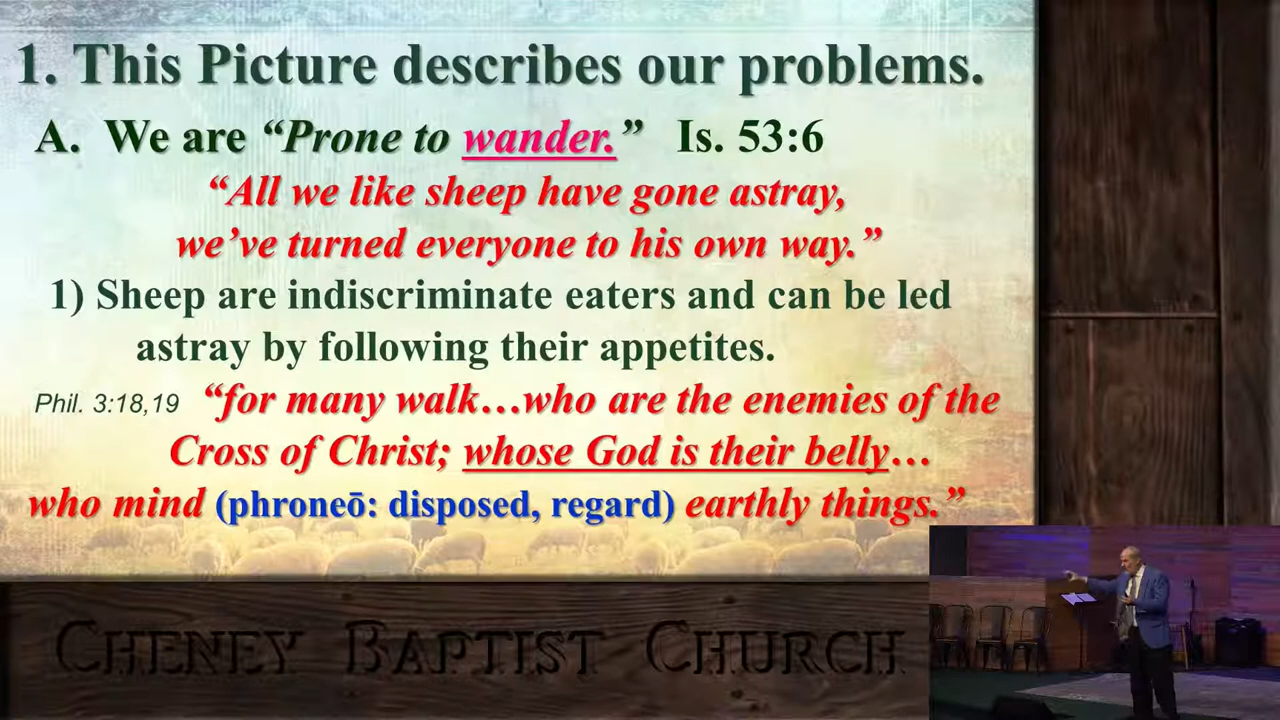 1. This Picture describes our problems.
A. We are “Prone to wander.” Is. 53:6
“All we like sheep have gone astray,
we’ve turned everyone to his own way.”
1) Sheep are indiscriminate eaters and can be led
astray by following their appetites.
Phil. 3:18,19 “for many walk…who are the enemies of the
Cross of Christ; whose God is their belly…
who mind (phroneō: disposed, regard) earthly things.”
CHENEY BAPTIST CHURCH